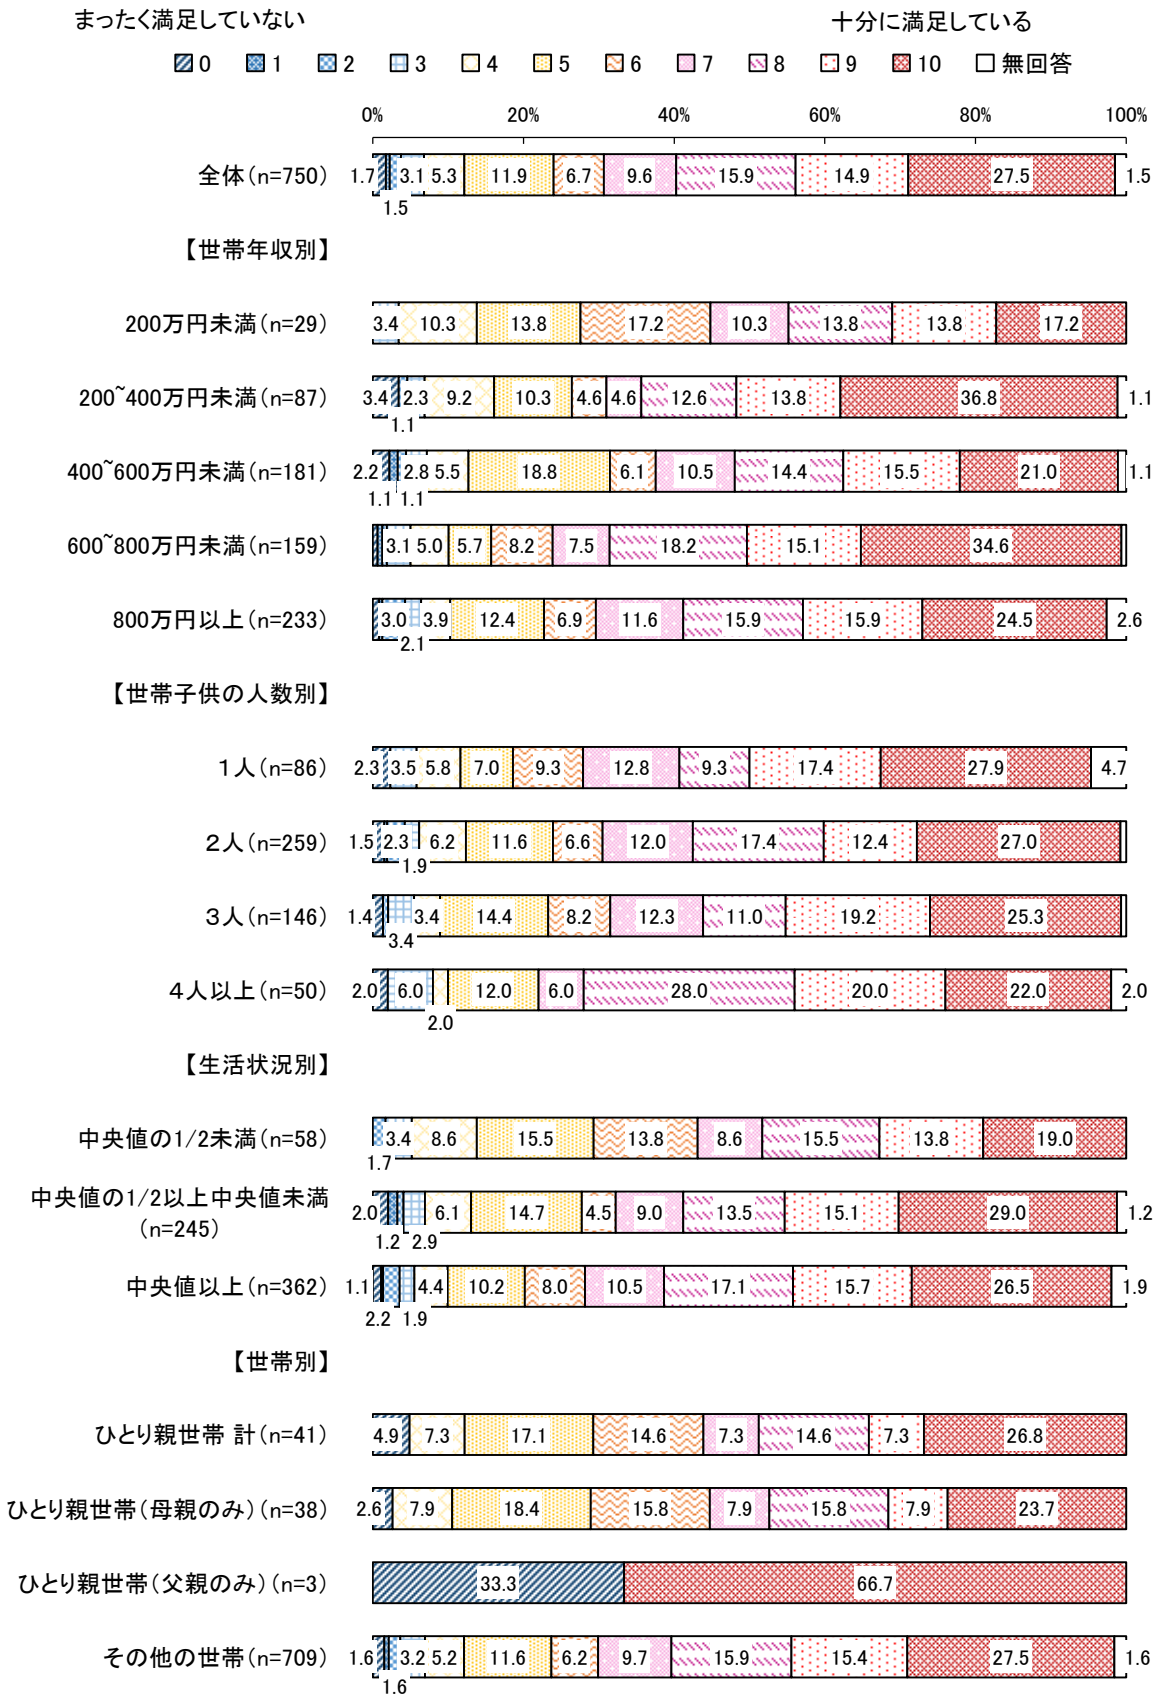 まったく満足していない 十分に満足している
0 1 2 3 4 5 6 7 8 9 10 無回答
0% 20% 40% 60% 80% 100%
全体(n=750) 1.7 3.1 5.3 11.9 6.7 9.6 15.9 14.9 27.5 1.5
1.5
【世帯年収別】
200万円未満(n=29) 3.4 10.3 13.8 17.2 10.3 13.8 13.8 17.2
200~400万円未満(n=87) 3.4 2.3 9.2 10.3 4.6 4.6 12.6 13.8 36.8 1.1
1.1
400~600万円未満(n=181) 2.2 2.8 5.5 18.8 6.1 10.5 14.4 15.5 21.0 1.1
1.1 1.1
600~800万円未満(n=159) 3.1 5.0 5.7 8.2 7.5 18.2 15.1 34.6
800万円以上(n=233) 3.0 3.9 12.4 6.9 11.6 15.9 15.9 24.5 2.6
2.1
【世帯子供の人数別】
1人(n=86) 2.3 3.5 5.8 7.0 9.3 12.8 9.3 17.4 27.9 4.7
2人(n=259) 1.5 2.3 6.2 11.6 6.6 12.0 17.4 12.4 27.0
1.9
3人(n=146) 1.4 3.4 14.4 8.2 12.3 11.0 19.2 25.3
3.4
4人以上(n=50) 2.0 6.0 12.0 6.0 28.0 20.0 22.0 2.0
2.0
【生活状況別】
中央値の1/2未満(n=58) 3.4 8.6 15.5 13.8 8.6 15.5 13.8 19.0
1.7
中央値の1/2以上中央値未満
(n=245) 2.0 6.1 14.7 4.5 9.0 13.5 15.1 29.0 1.2
1.2 2.9
中央値以上(n=362) 1.1 4.4 10.2 8.0 10.5 17.1 15.7 26.5 1.9
2.2 1.9
【世帯別】
ひとり親世帯 計(n=41) 4.9 7.3 17.1 14.6 7.3 14.6 7.3 26.8
ひとり親世帯(母親のみ)(n=38) 2.6 7.9 18.4 15.8 7.9 15.8 7.9 23.7
ひとり親世帯(父親のみ)(n=3) 33.3 66.7
その他の世帯(n=709) 1.6 3.2 5.2 11.6 6.2 9.7 15.9 15.4 27.5 1.6
1.6